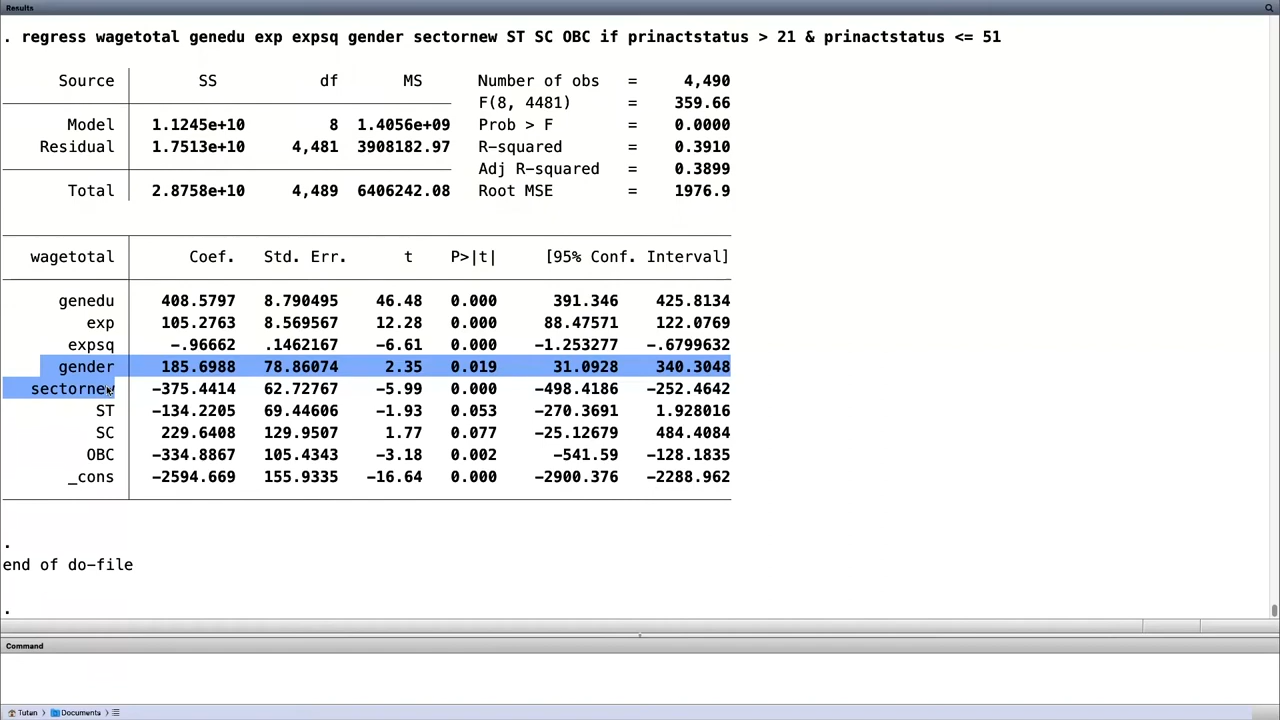 Results
. regress wagetotal genedu exp expsq gender sectornew ST SC OBC if prinactstatus > 21 & prinactstatus <= 51
Source SS df MS Number of obs = 4,490
F(8, 4481) = 359.66
Model 1.1245e+10 8 1.4056e+09 Prob > F = 0.0000
Residual 1.7513e+10 4,481 3908182.97 R-squared = 0.3910
Adj R-squared = 0.3899
Total 2.8758e+10 4,489 6406242.08 Root MSE = 1976.9
wagetotal Coef. Std. Err. t P>|t| [95% Conf. Interval]
genedu 408.5797 8.790495 46.48 0.000 391.346 425.8134
exp 105.2763 8.569567 12.28 0.000 88.47571 122.0769
expsq -.96662 .1462167 -6.61 0.000 -1.253277 -.6799632
gender 185.6988 78.86074 2.35 0.019 31.0928 340.3048
sectornew -375.4414 62.72767 -5.99 0.000 -498.4186 -252.4642
ST -134.2205 69.44606 -1.93 0.053 -270.3691 1.928016
SC 229.6408 129.9507 1.77 0.077 -25.12679 484.4084
OBC -334.8867 105.4343 -3.18 0.002 -541.59 -128.1835
_cons -2594.669 155.9335 -16.64 0.000 -2900.376 -2288.962
.
end of do-file
.
Command
Tutan > Documents >